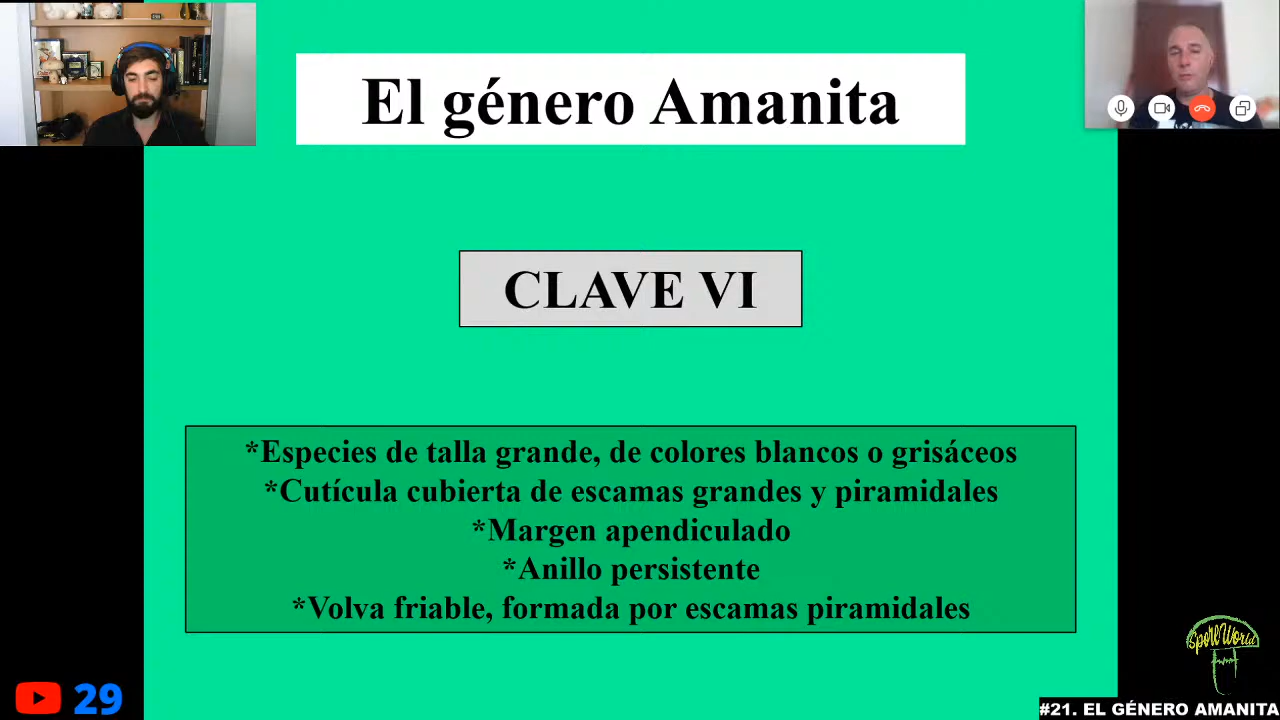 El género Amanita
CLAVE VI
*Especies de talla grande, de colores blancos o grisáceos
*Cutícula cubierta de escamas grandes y piramidales
*Margen apendiculado
*Anillo persistente
*Volva friable, formada por escamas piramidales
SporeWorld
29
#21. EL GÉNERO AMANITA